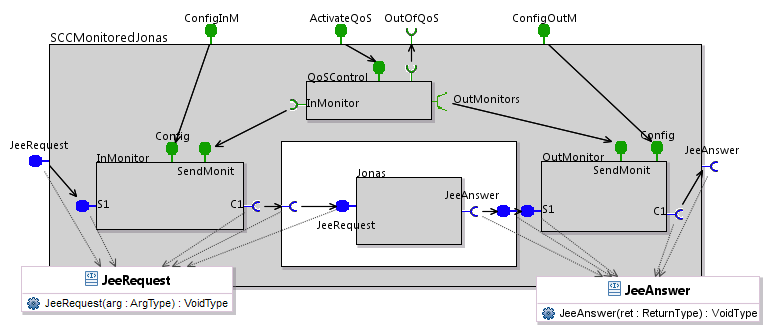 ConfigInM
ActivateQoS
OutOfQoS
ConfigOutM
SCCMonitoredJonas
QoSControl
InMonitor
OutMonitors
JeeRequest
Config
InMonitor
SendMonit
S1
C1
Jonas
JeeAnswer
JeeRequest
Config
OutMonitor
SendMonit
JeeAnswer
S1
C1
JeeRequest
JeeRequest(arg : ArgType) : VoidType
JeeAnswer
JeeAnswer(ret : ReturnType) : VoidType